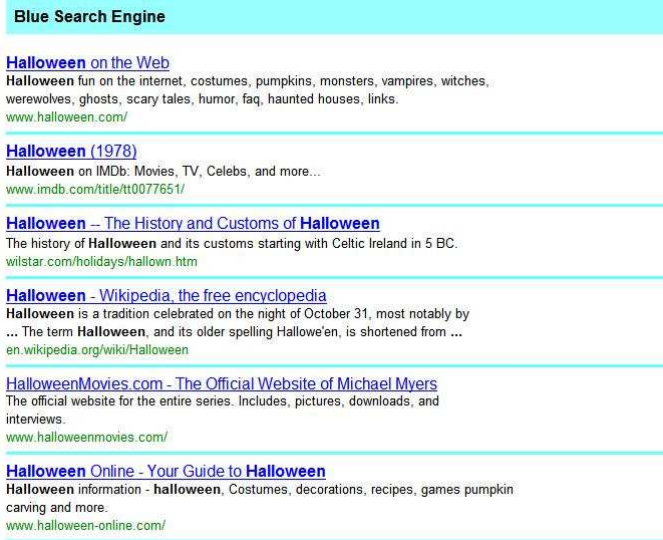 Blue Search Engine
Halloween on the Web
Halloween fun on the internet, costumes, pumpkins, monsters, vampires, witches,
werewolves, ghosts, scary tales, humor, faq, haunted houses, links.
www.halloween.com/
Halloween (1978)
Halloween on IMDb: Movies, TV, Celebs, and more...
www.imdb.com/title/tt0077651/
Halloween -- The History and Customs of Halloween
The history of Halloween and its customs starting with Celtic Ireland in 5 BC.
wilstar.com/holidays/hallown.htm
Halloween - Wikipedia, the free encyclopedia
Halloween is a tradition celebrated on the night of October 31, most notably by
... The term Halloween, and its older spelling Hallowe'en, is shortened from ...
en.wikipedia.org/wiki/Halloween
HalloweenMovies.com - The Official Website of Michael Myers
The official website for the entire series. Includes, pictures, downloads, and
interviews.
www.halloweenmovies.com/
Halloween Online - Your Guide to Halloween
Halloween information - halloween, Costumes, decorations, recipes, games pumpkin
carving and more.
www.halloween-online.com/